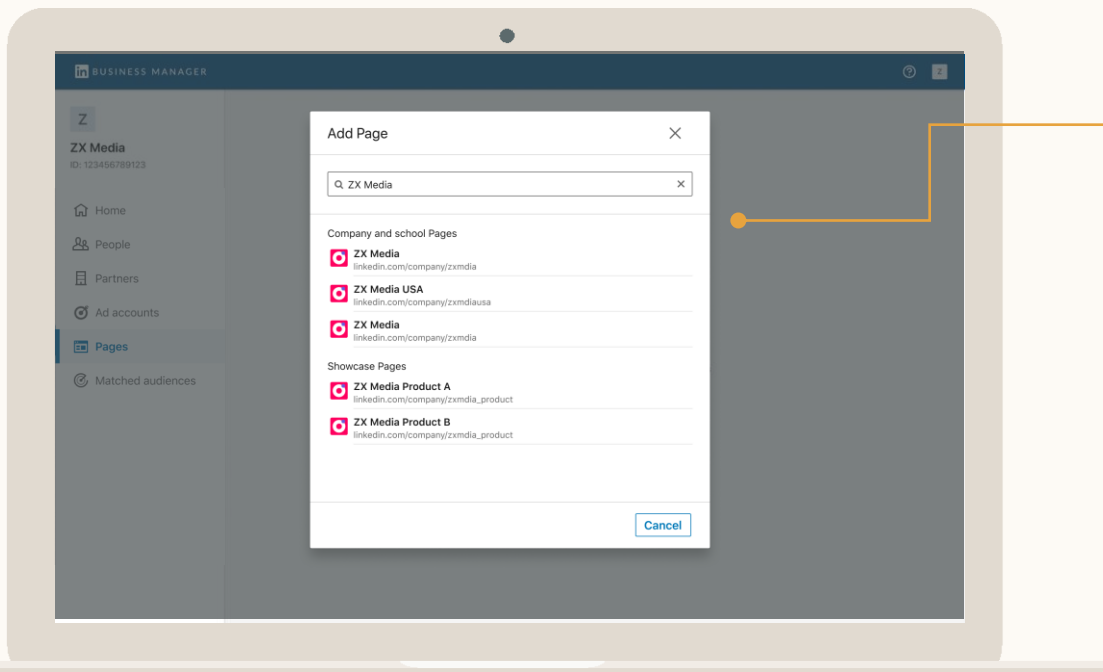 in BUSINESS MANAGER
Z
Z
ZX Media
ID: 123456789123
Home
People
Partners
Ad accounts
Pages
Matched audiences
Add Page
ZX Media
Company and school Pages
ZX Media
linkedin.com/company/zxmdia
ZX Media USA
linkedin.com/company/zxmdiausa
ZX Media
linkedin.com/company/zxmdia
Showcase Pages
ZX Media Product A
linkedin.com/company/zxmdia_product
ZX Media Product B
linkedin.com/company/zxmdia_product
Cancel